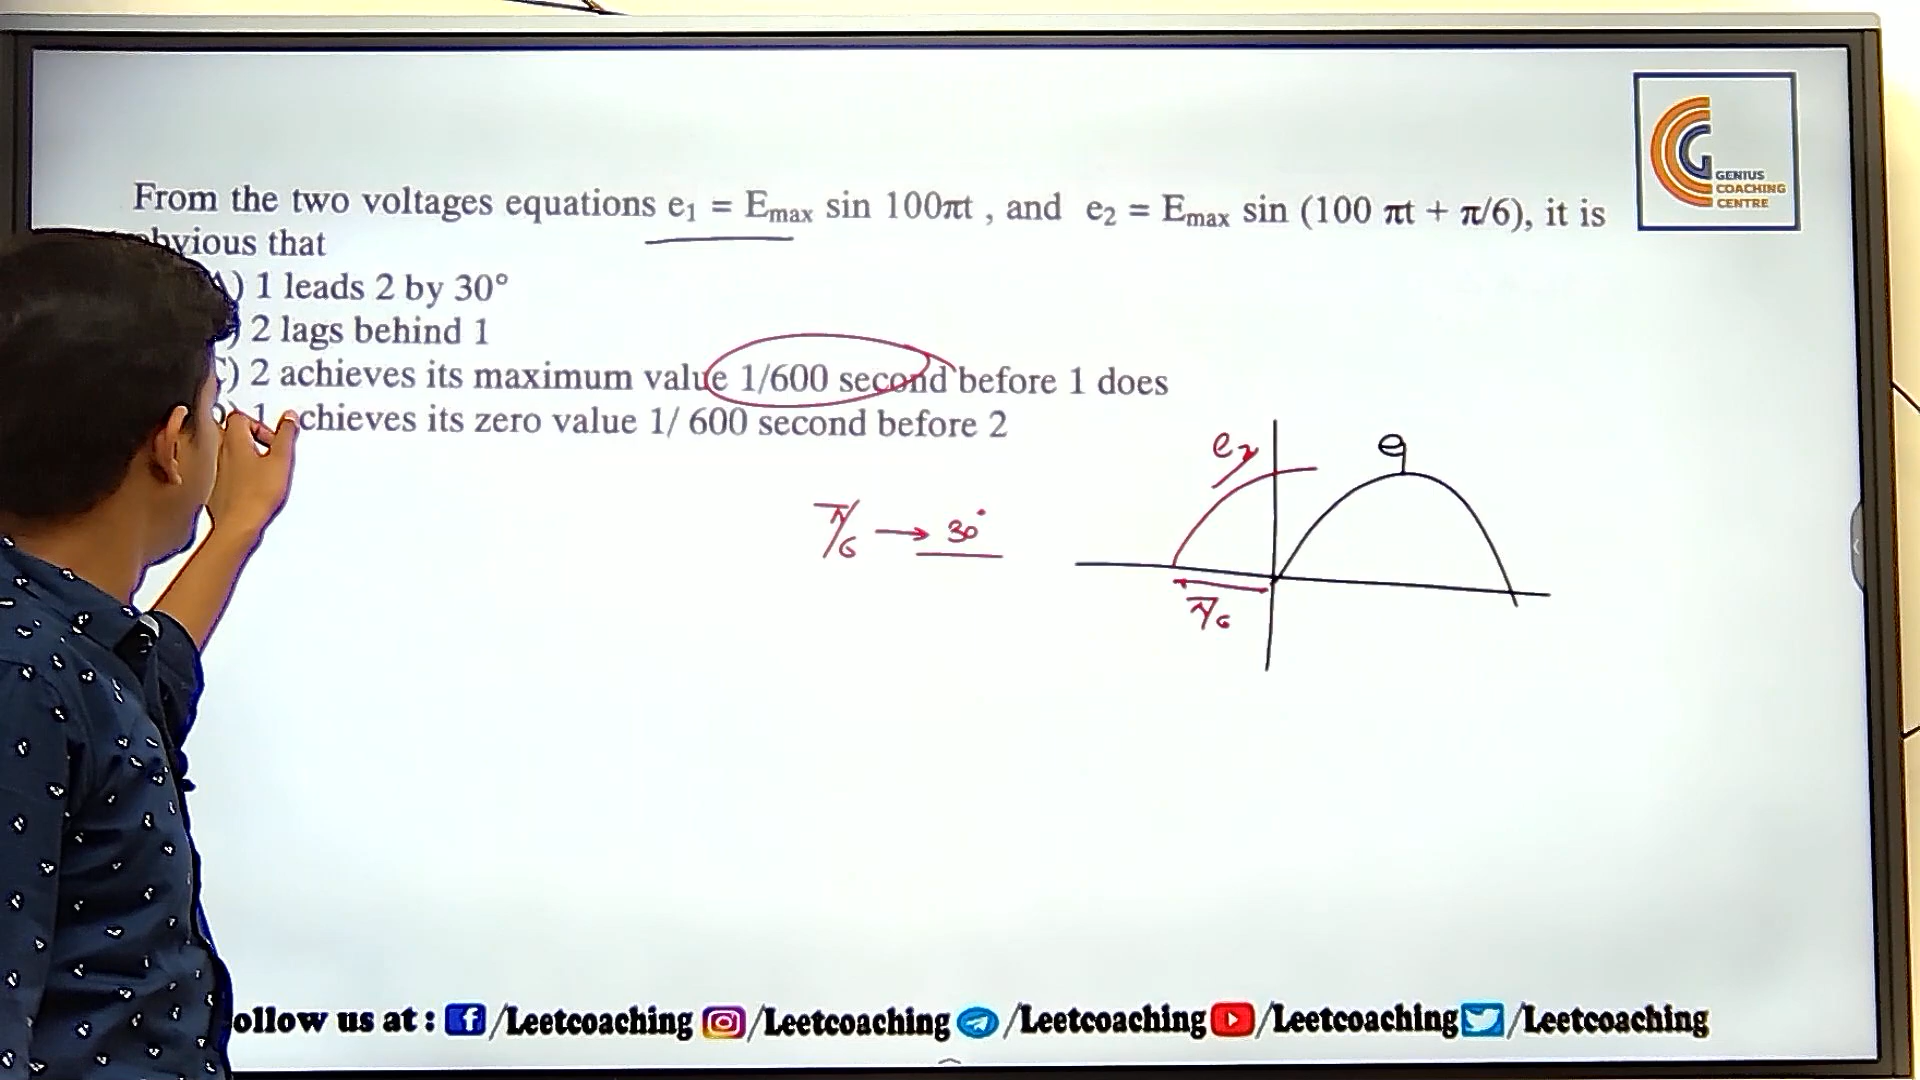 GENIUS
COACHING
CENTRE
From the two voltages equations e₁ = Eₘₐₓ sin 100πt , and e₂ = Eₘₐₓ sin (100 πt + π/6), it is
obvious that
A) 1 leads 2 by 30°
) 2 lags behind 1
C) 2 achieves its maximum value 1/600 second before 1 does
D) 1 achieves its zero value 1/ 600 second before 2
e₂
π/6 → 30°
π/6
ollow us at : /Leetcoaching /Leetcoaching /Leetcoaching /Leetcoaching /Leetcoaching